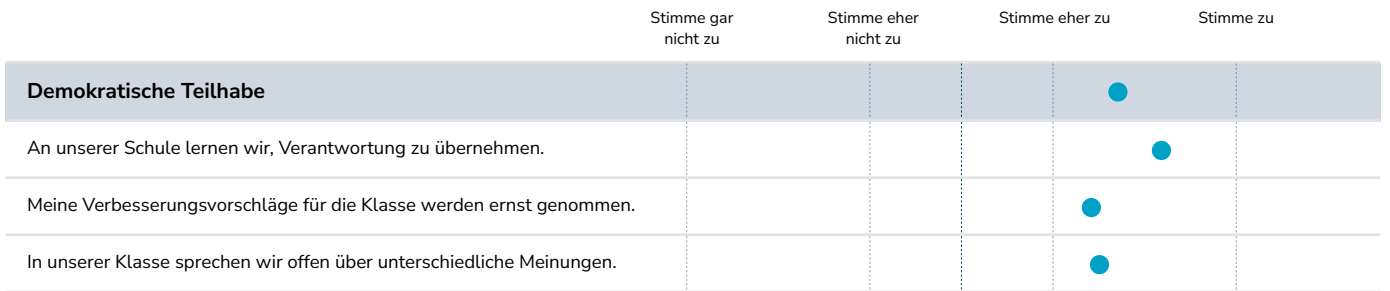 Stimme gar
nicht zu
Stimme eher
nicht zu
Stimme eher zu
Stimme zu
Demokratische Teilhabe
An unserer Schule lernen wir, Verantwortung zu übernehmen.
Meine Verbesserungsvorschläge für die Klasse werden ernst genommen.
In unserer Klasse sprechen wir offen über unterschiedliche Meinungen.